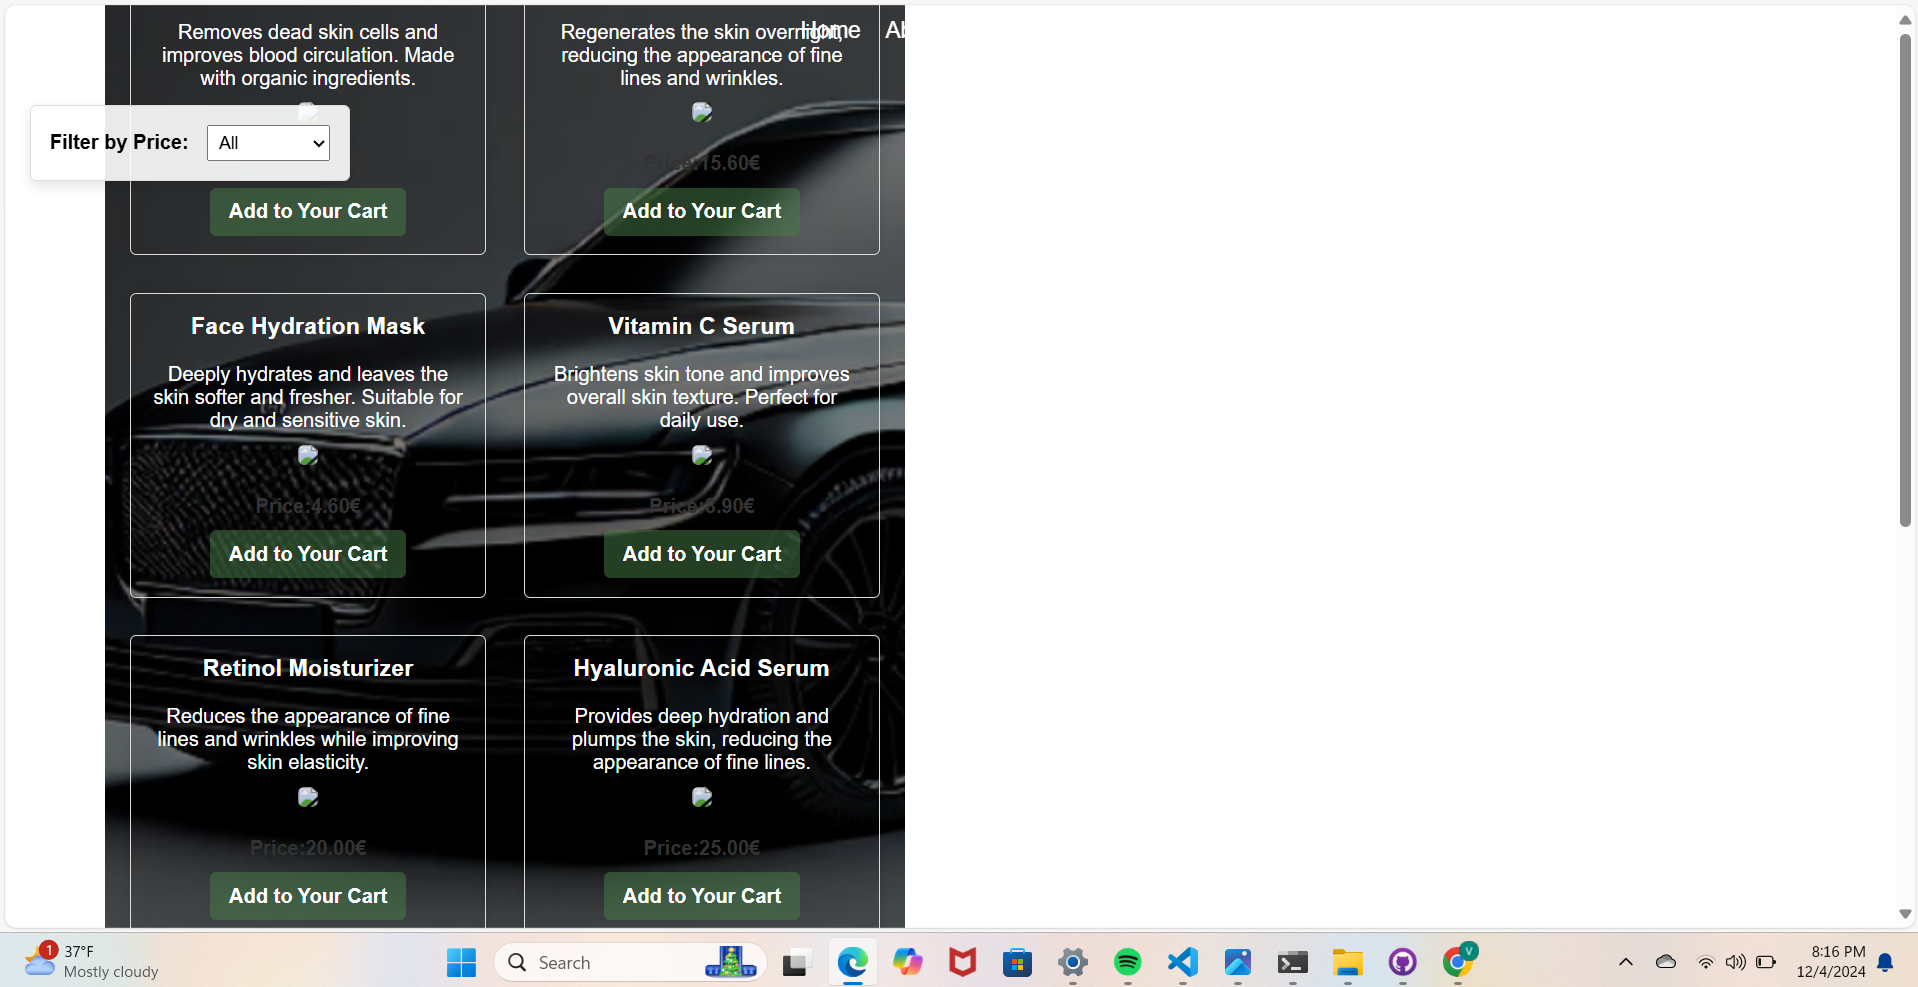 Removes dead skin cells and
improves blood circulation. Made
with organic ingredients.
Regenerates the skin overnight,
reducing the appearance of fine
lines and wrinkles.
Home
Ab
Filter by Price:
All
Price:15.60€
Add to Your Cart
Add to Your Cart
Face Hydration Mask
Deeply hydrates and leaves the
skin softer and fresher. Suitable for
dry and sensitive skin.
Price:4.60€
Add to Your Cart
Vitamin C Serum
Brightens skin tone and improves
overall skin texture. Perfect for
daily use.
Price:6.90€
Add to Your Cart
Retinol Moisturizer
Reduces the appearance of fine
lines and wrinkles while improving
skin elasticity.
Price:20.00€
Add to Your Cart
Hyaluronic Acid Serum
Provides deep hydration and
plumps the skin, reducing the
appearance of fine lines.
Price:25.00€
Add to Your Cart
1
37°F
Mostly cloudy
Search
V
8:16 PM
12/4/2024